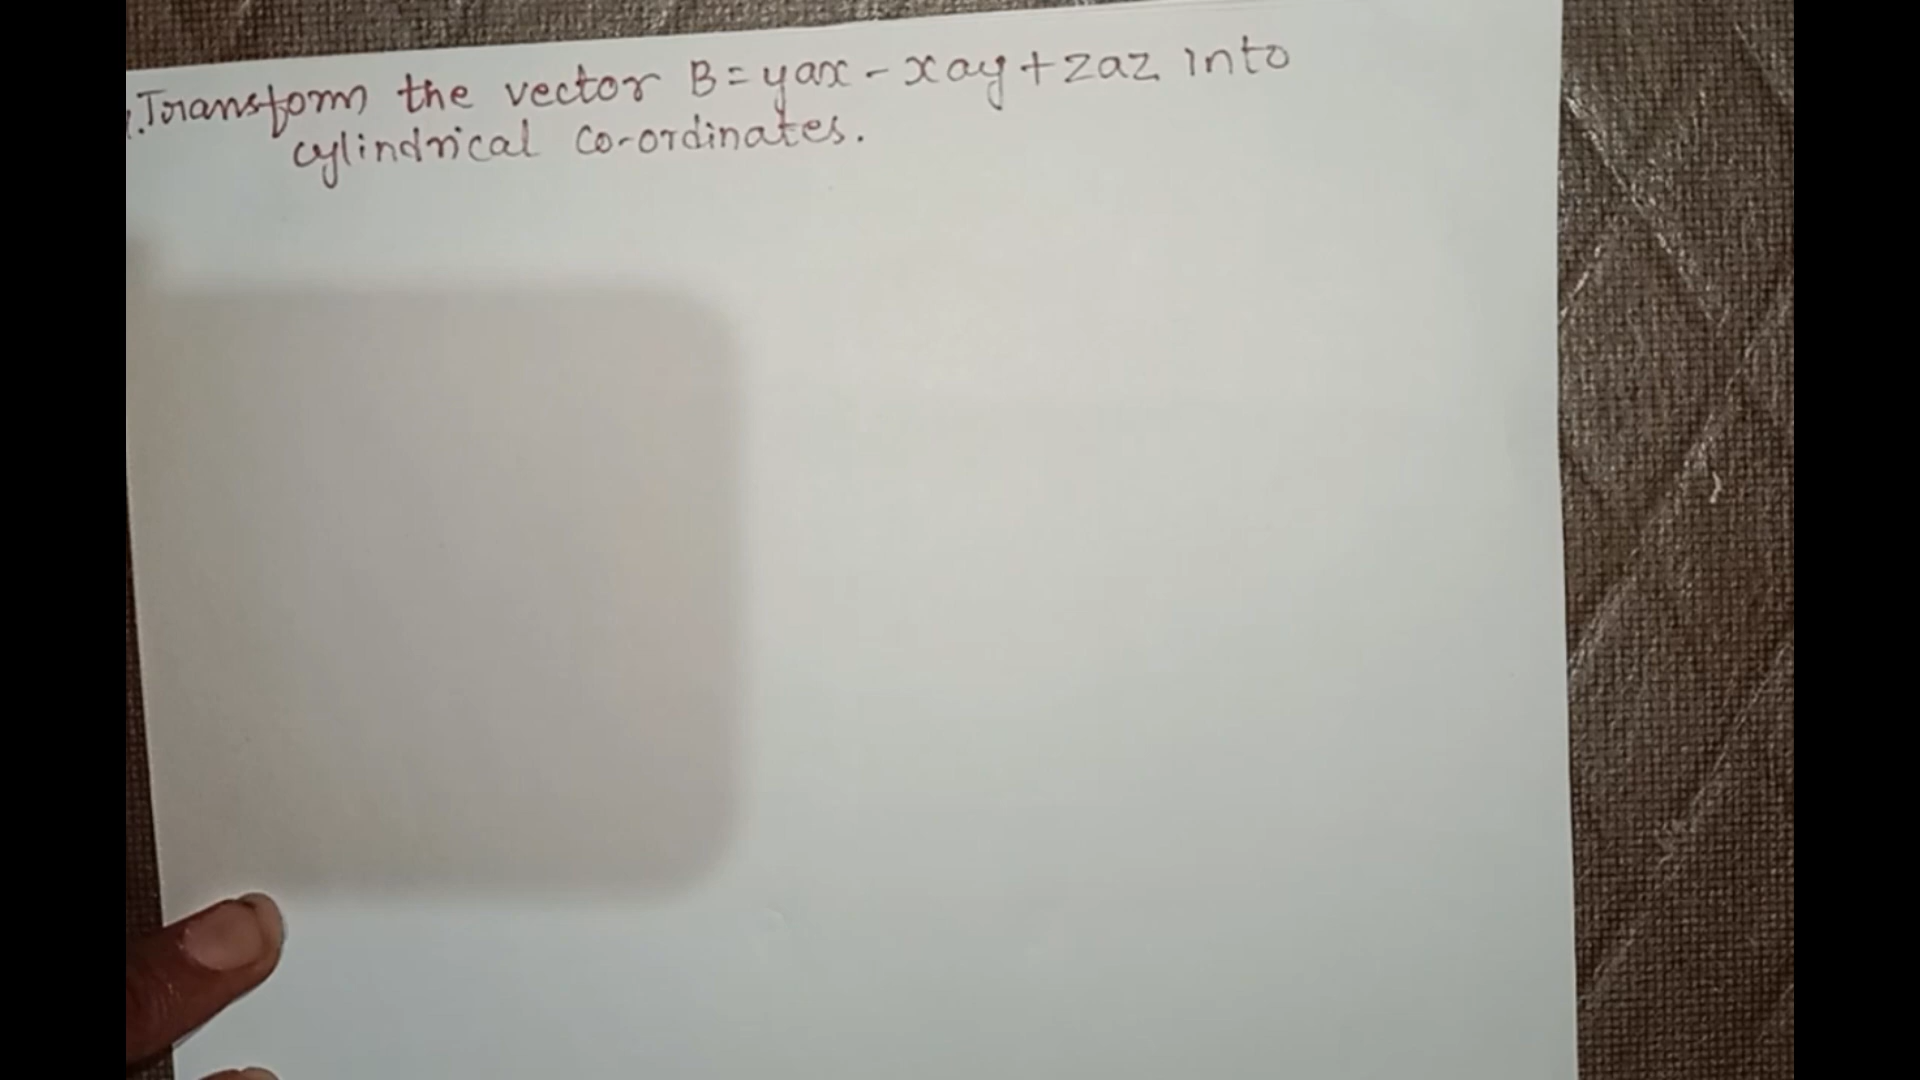 .Transform the vector B=yax-xay+zaz into
cylindrical co-ordinates.